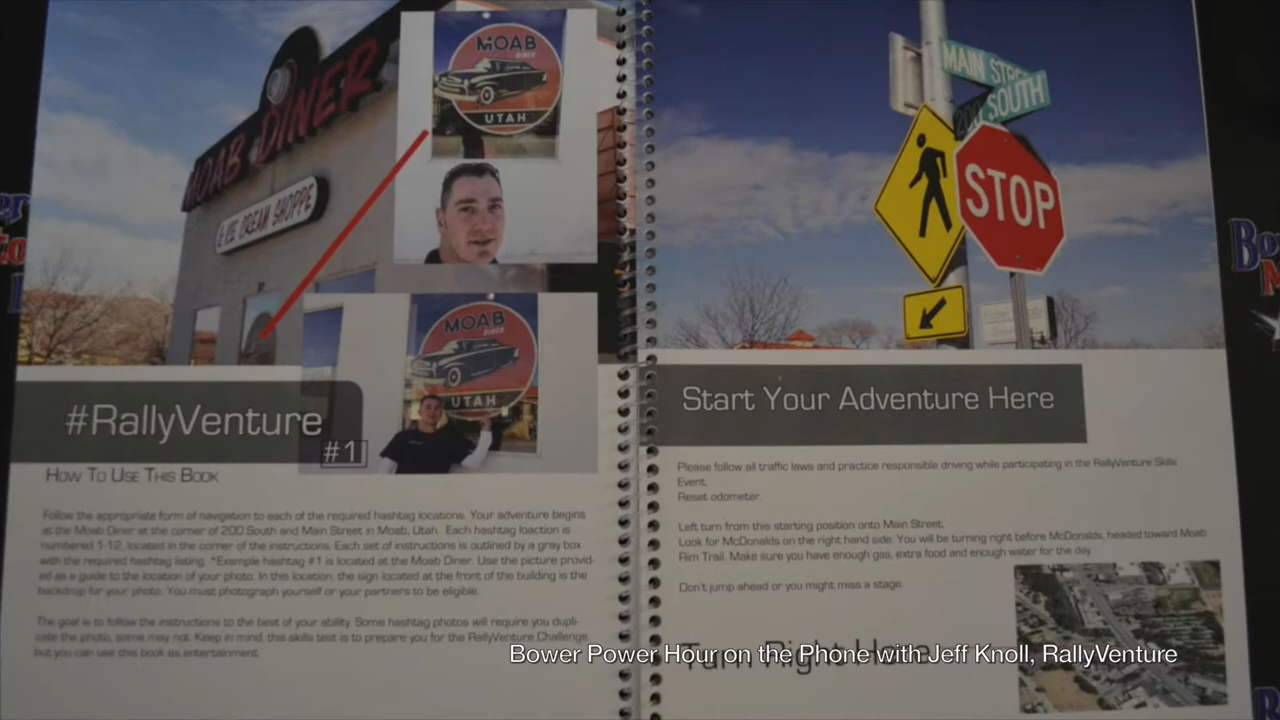 MOAB DINER
& ICE CREAM SHOPPE
MOAB
DINER
UTAH
MOAB
DINER
UTAH
#RallyVenture
#1
HOW TO USE THIS BOOK
Follow the appropriate form of navigation to each of the required hashtag locations. Your adventure begins
at the Moab Diner at the corner of 200 South and Main Street in Moab, Utah. Each hashtag loaction is
numbered 1-12, located in the corner of the instructions. Each set of instructions is outlined by a gray box
with the required hashtag listing. *Example hashtag #1 is located at the Moab Diner. Use the picture provid-
ed as a guide to the location of your photo. In this location, the sign located at the front of the building is the
backdrop for your photo. You must photograph yourself or your partners to be eligible.
The goal is to follow the instructions to the best of your ability. Some hashtag photos will require you dupli-
cate the photo, some may not. Keep in mind, this skills test is to prepare you for the RallyVenture Challenge,
but you can use this book as entertainment.
MAIN STRE
200 SOUTH
STOP
Start Your Adventure Here
Please follow all traffic laws and practice responsible driving while participating in the RallyVenture Skills
Event.
Reset odometer.
Left turn from this starting position onto Main Street.
Look for McDonalds on the right hand side. You will be turning right before McDonalds, headed toward Moab
Rim Trail. Make sure you have enough gas, extra food and enough water for the day.
Don't jump ahead or you might miss a stage.
Turn Right Here
Bower Power Hour on the Phone with Jeff Knoll, RallyVenture